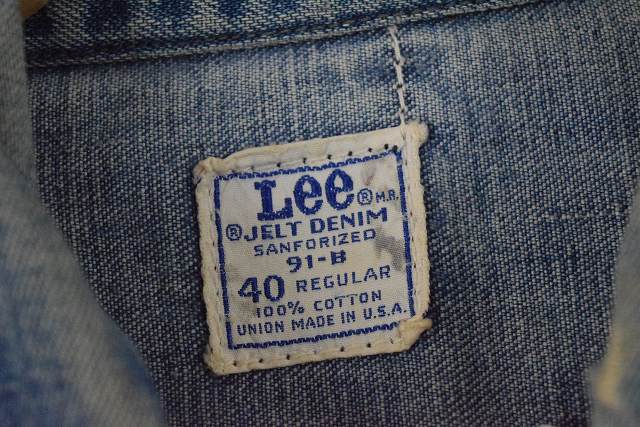 Lee ® M.R.
® JELT DENIM
SANFORIZED
91-B
40 REGULAR
100% COTTON
UNION MADE IN U.S.A.